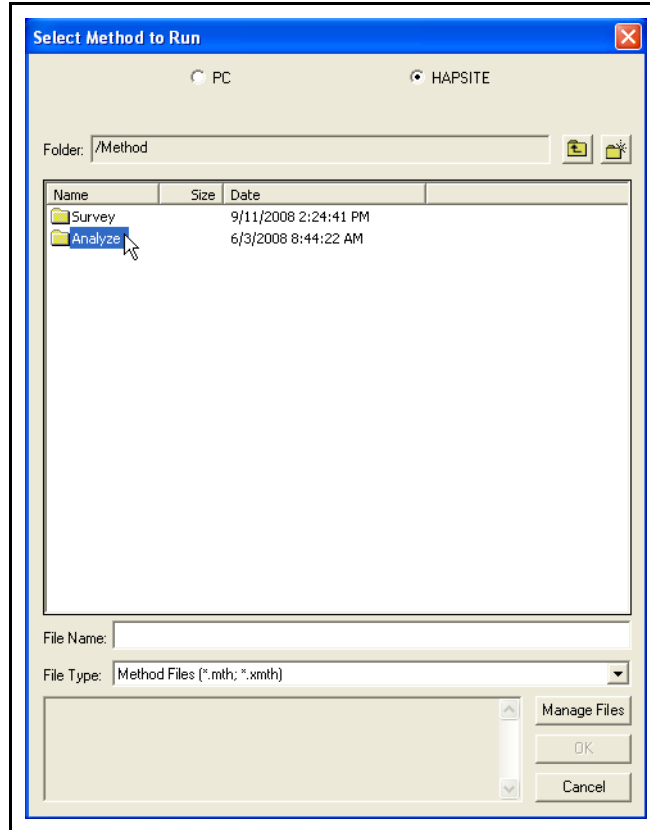 Select Method to Run
PC HAPSITE
Folder: /Method
Name Size Date
Survey 9/11/2008 2:24:41 PM
Analyze 6/3/2008 8:44:22 AM
File Name:
File Type: Method Files (*.mth; *.xmth)
Manage Files
OK
Cancel